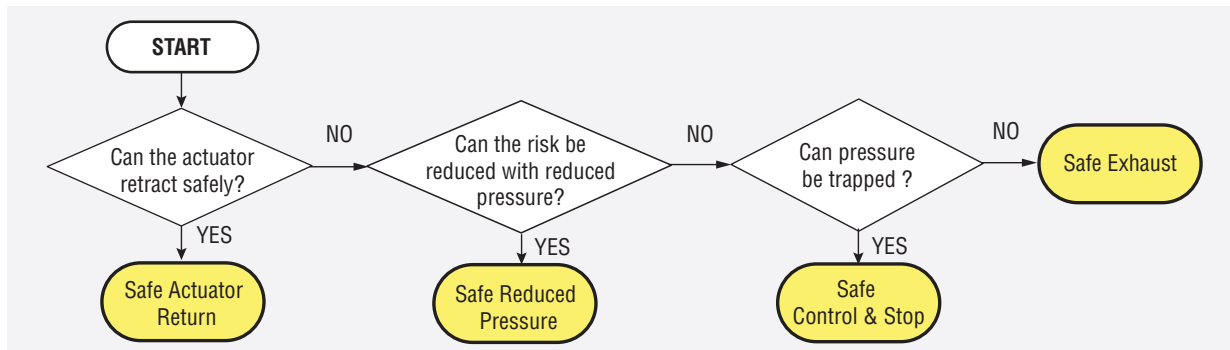 START
Can the actuator
retract safely?
NO
Can the risk be
reduced with reduced
pressure?
NO
Can pressure
be trapped ?
NO
Safe Exhaust
YES
Safe Actuator
Return
YES
Safe Reduced
Pressure
YES
Safe
Control & Stop